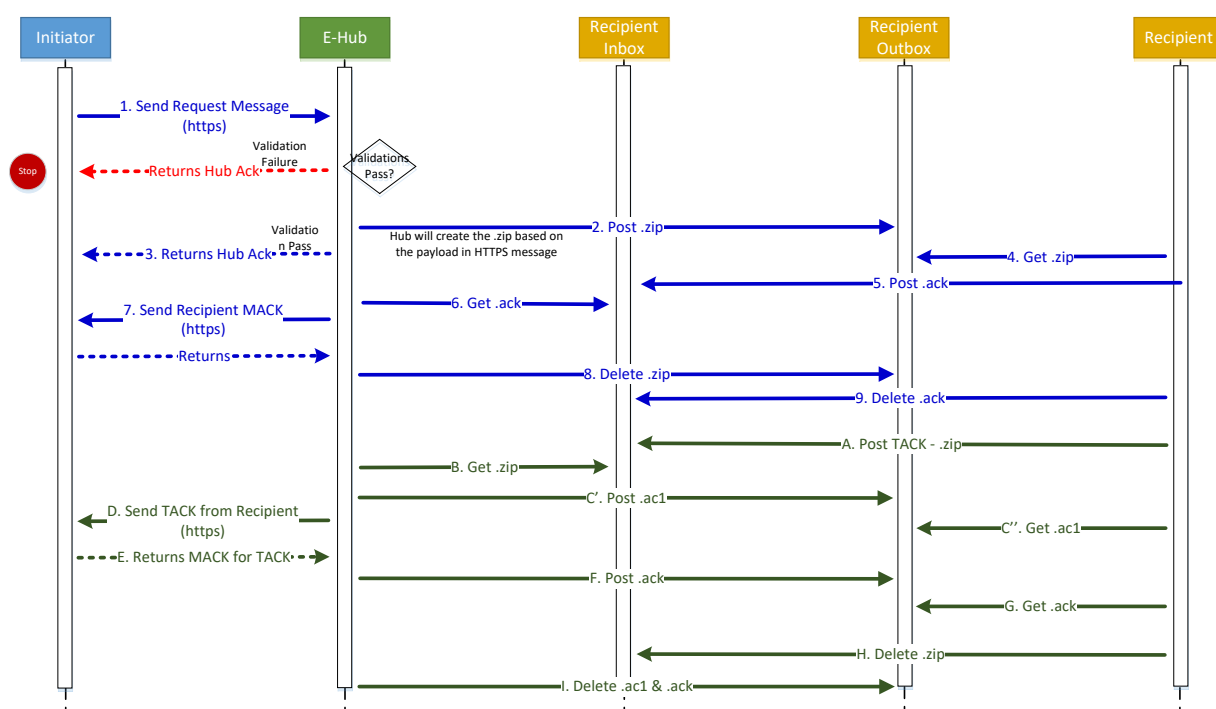 Initiator
E-Hub
Recipient
Inbox
Recipient
Outbox
Recipient
1. Send Request Message
(https)
Validation
Failure
Validations
Pass?
Stop
Returns Hub Ack
2. Post .zip
Validatio
n Pass
Hub will create the .zip based on
the payload in HTTPS message
3. Returns Hub Ack
4. Get .zip
5. Post .ack
6. Get .ack
7. Send Recipient MACK
(https)
Returns
8. Delete .zip
9. Delete .ack
A. Post TACK - .zip
B. Get .zip
C'. Post .ac1
D. Send TACK from Recipient
(https)
C''. Get .ac1
E. Returns MACK for TACK
F. Post .ack
G. Get .ack
H. Delete .zip
I. Delete .ac1 & .ack